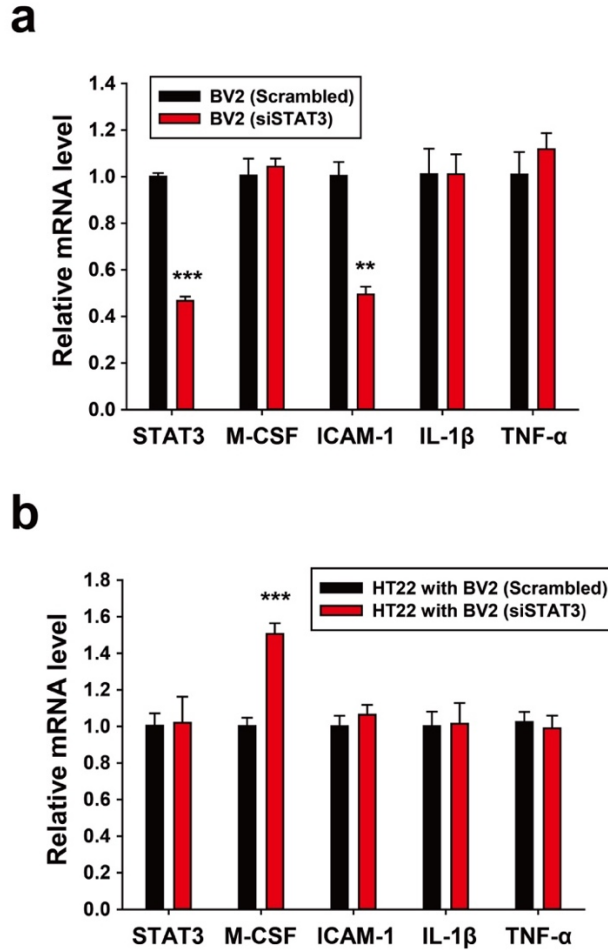 a
BV2 (Scrambled)
BV2 (siSTAT3)
Relative mRNA level
1.4
1.2
1.0
0.8
0.6
0.4
0.2
0.0
***
**
STAT3 M-CSF ICAM-1 IL-1β TNF-α
b
HT22 with BV2 (Scrambled)
HT22 with BV2 (siSTAT3)
Relative mRNA level
1.8
1.6
1.4
1.2
1.0
0.8
0.6
0.4
0.2
0.0
***
STAT3 M-CSF ICAM-1 IL-1β TNF-α